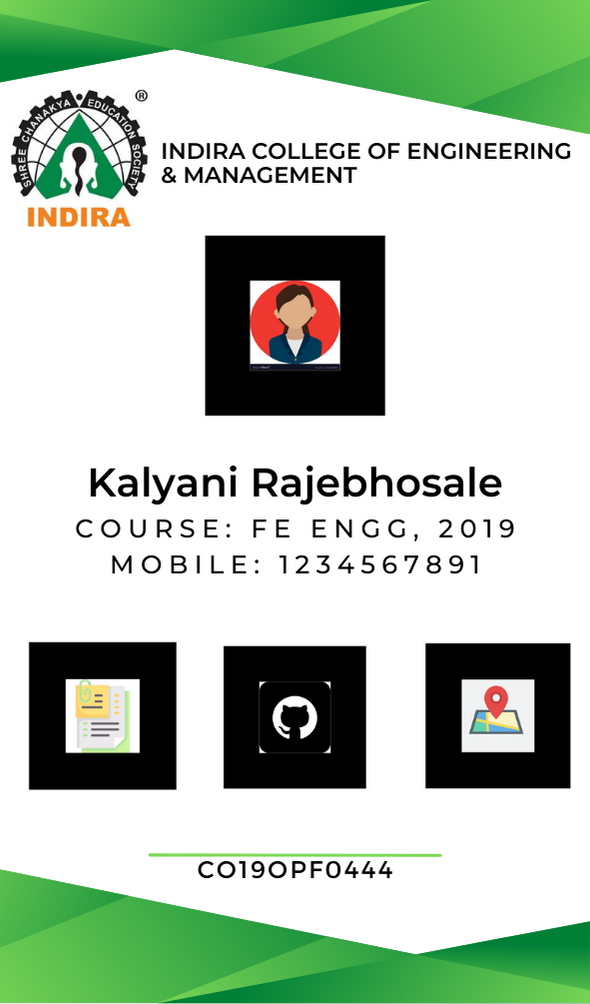 SHREE CHANAKYA EDUCATION SOCIETY ®
INDIRA
INDIRA COLLEGE OF ENGINEERING
& MANAGEMENT
Kalyani Rajebhosale
COURSE: FE ENGG, 2019
MOBILE: 1234567891
CO19OPF0444